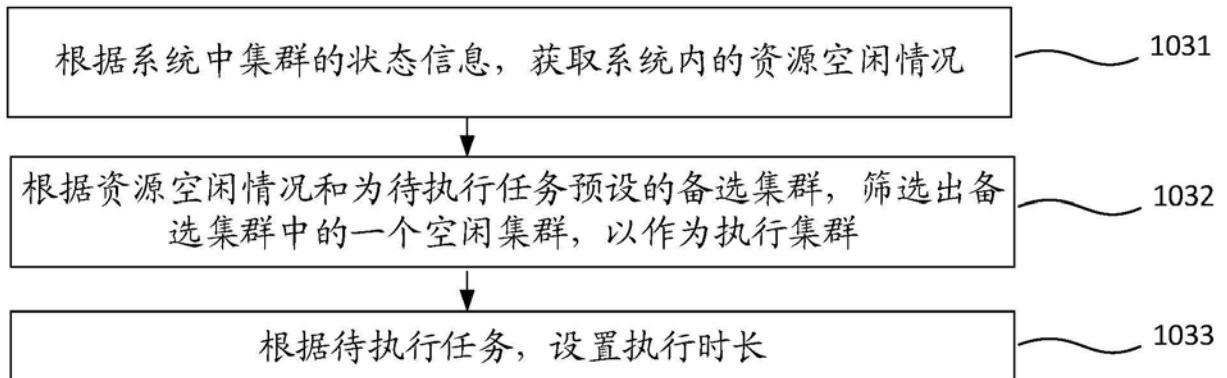 根据系统中集群的状态信息，获取系统内的资源空闲情况
1031
根据资源空闲情况和为待执行任务预设的备选集群，筛选出备
选集群中的一个空闲集群，以作为执行集群
1032
根据待执行任务，设置执行时长
1033